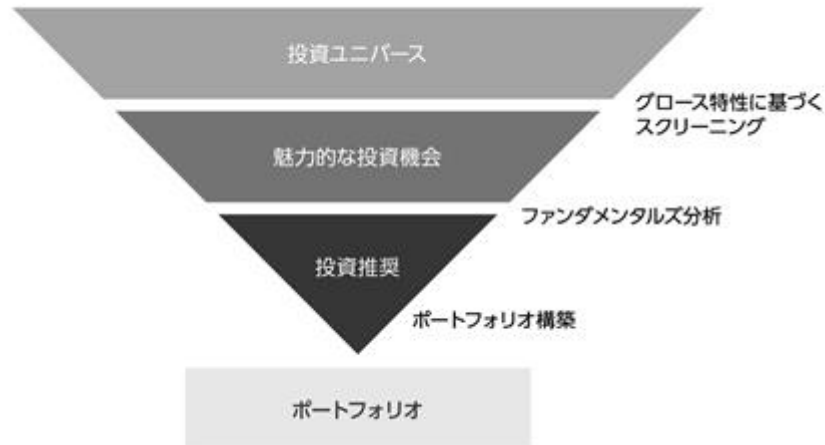 投資ユニバース
グロース特性に基づく
スクリーニング
魅力的な投資機会
ファンダメンタルズ分析
投資推奨
ポートフォリオ構築
ポートフォリオ